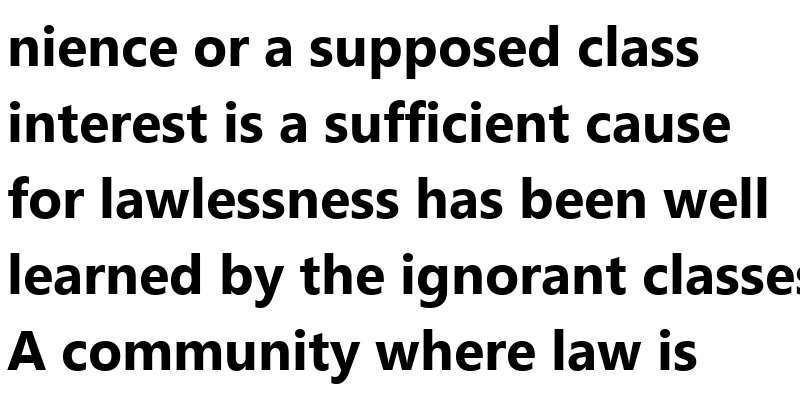 nience or a supposed class
interest is a sufficient cause
for lawlessness has been well
learned by the ignorant classes
A community where law is